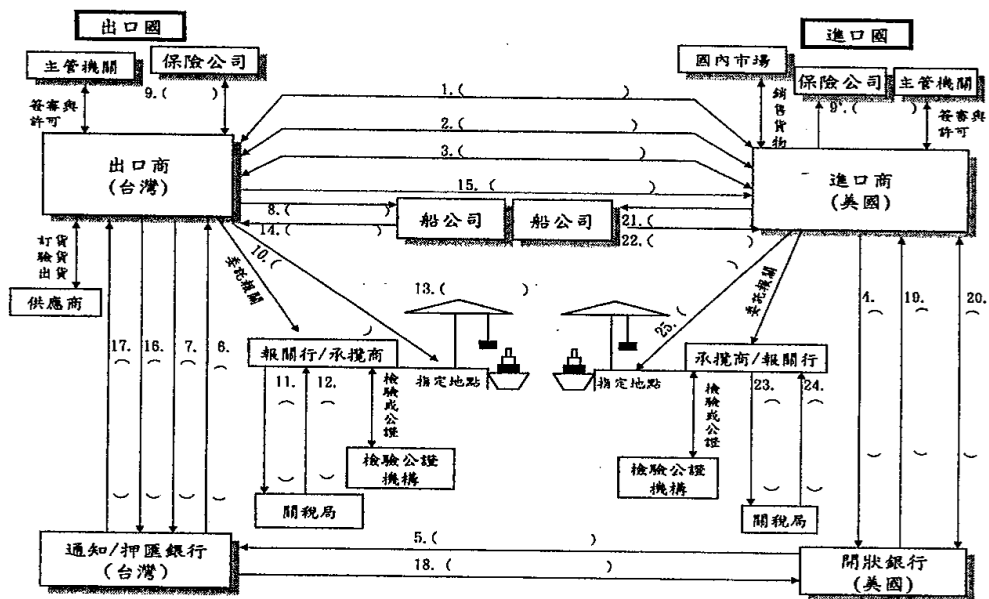 出口國
進口國
主管機關
保險公司
國內市場
保險公司
主管機關
簽審與
許可
9.( )
1.( )
2.( )
3.( )
銷售貨物
9'.( )
簽審與
許可
出口商
(台灣)
進口商
(美國)
15.( )
8.( )
14.( )
船公司
船公司
21.( )
22.( )
訂貨
驗貨
出貨
供應商
委託報關
10.( )
13.( )
25.( )
委託報關
17.( )
16.( )
7.( )
6.( )
4.( )
19.( )
20.( )
報關行/承攬商
指定地點
指定地點
承攬商/報關行
11.( )
12.( )
檢驗或公證
檢驗或公證
23.( )
24.( )
檢驗公證
機構
檢驗公證
機構
關稅局
關稅局
通知/押匯銀行
(台灣)
5.( )
18.( )
開狀銀行
(美國)